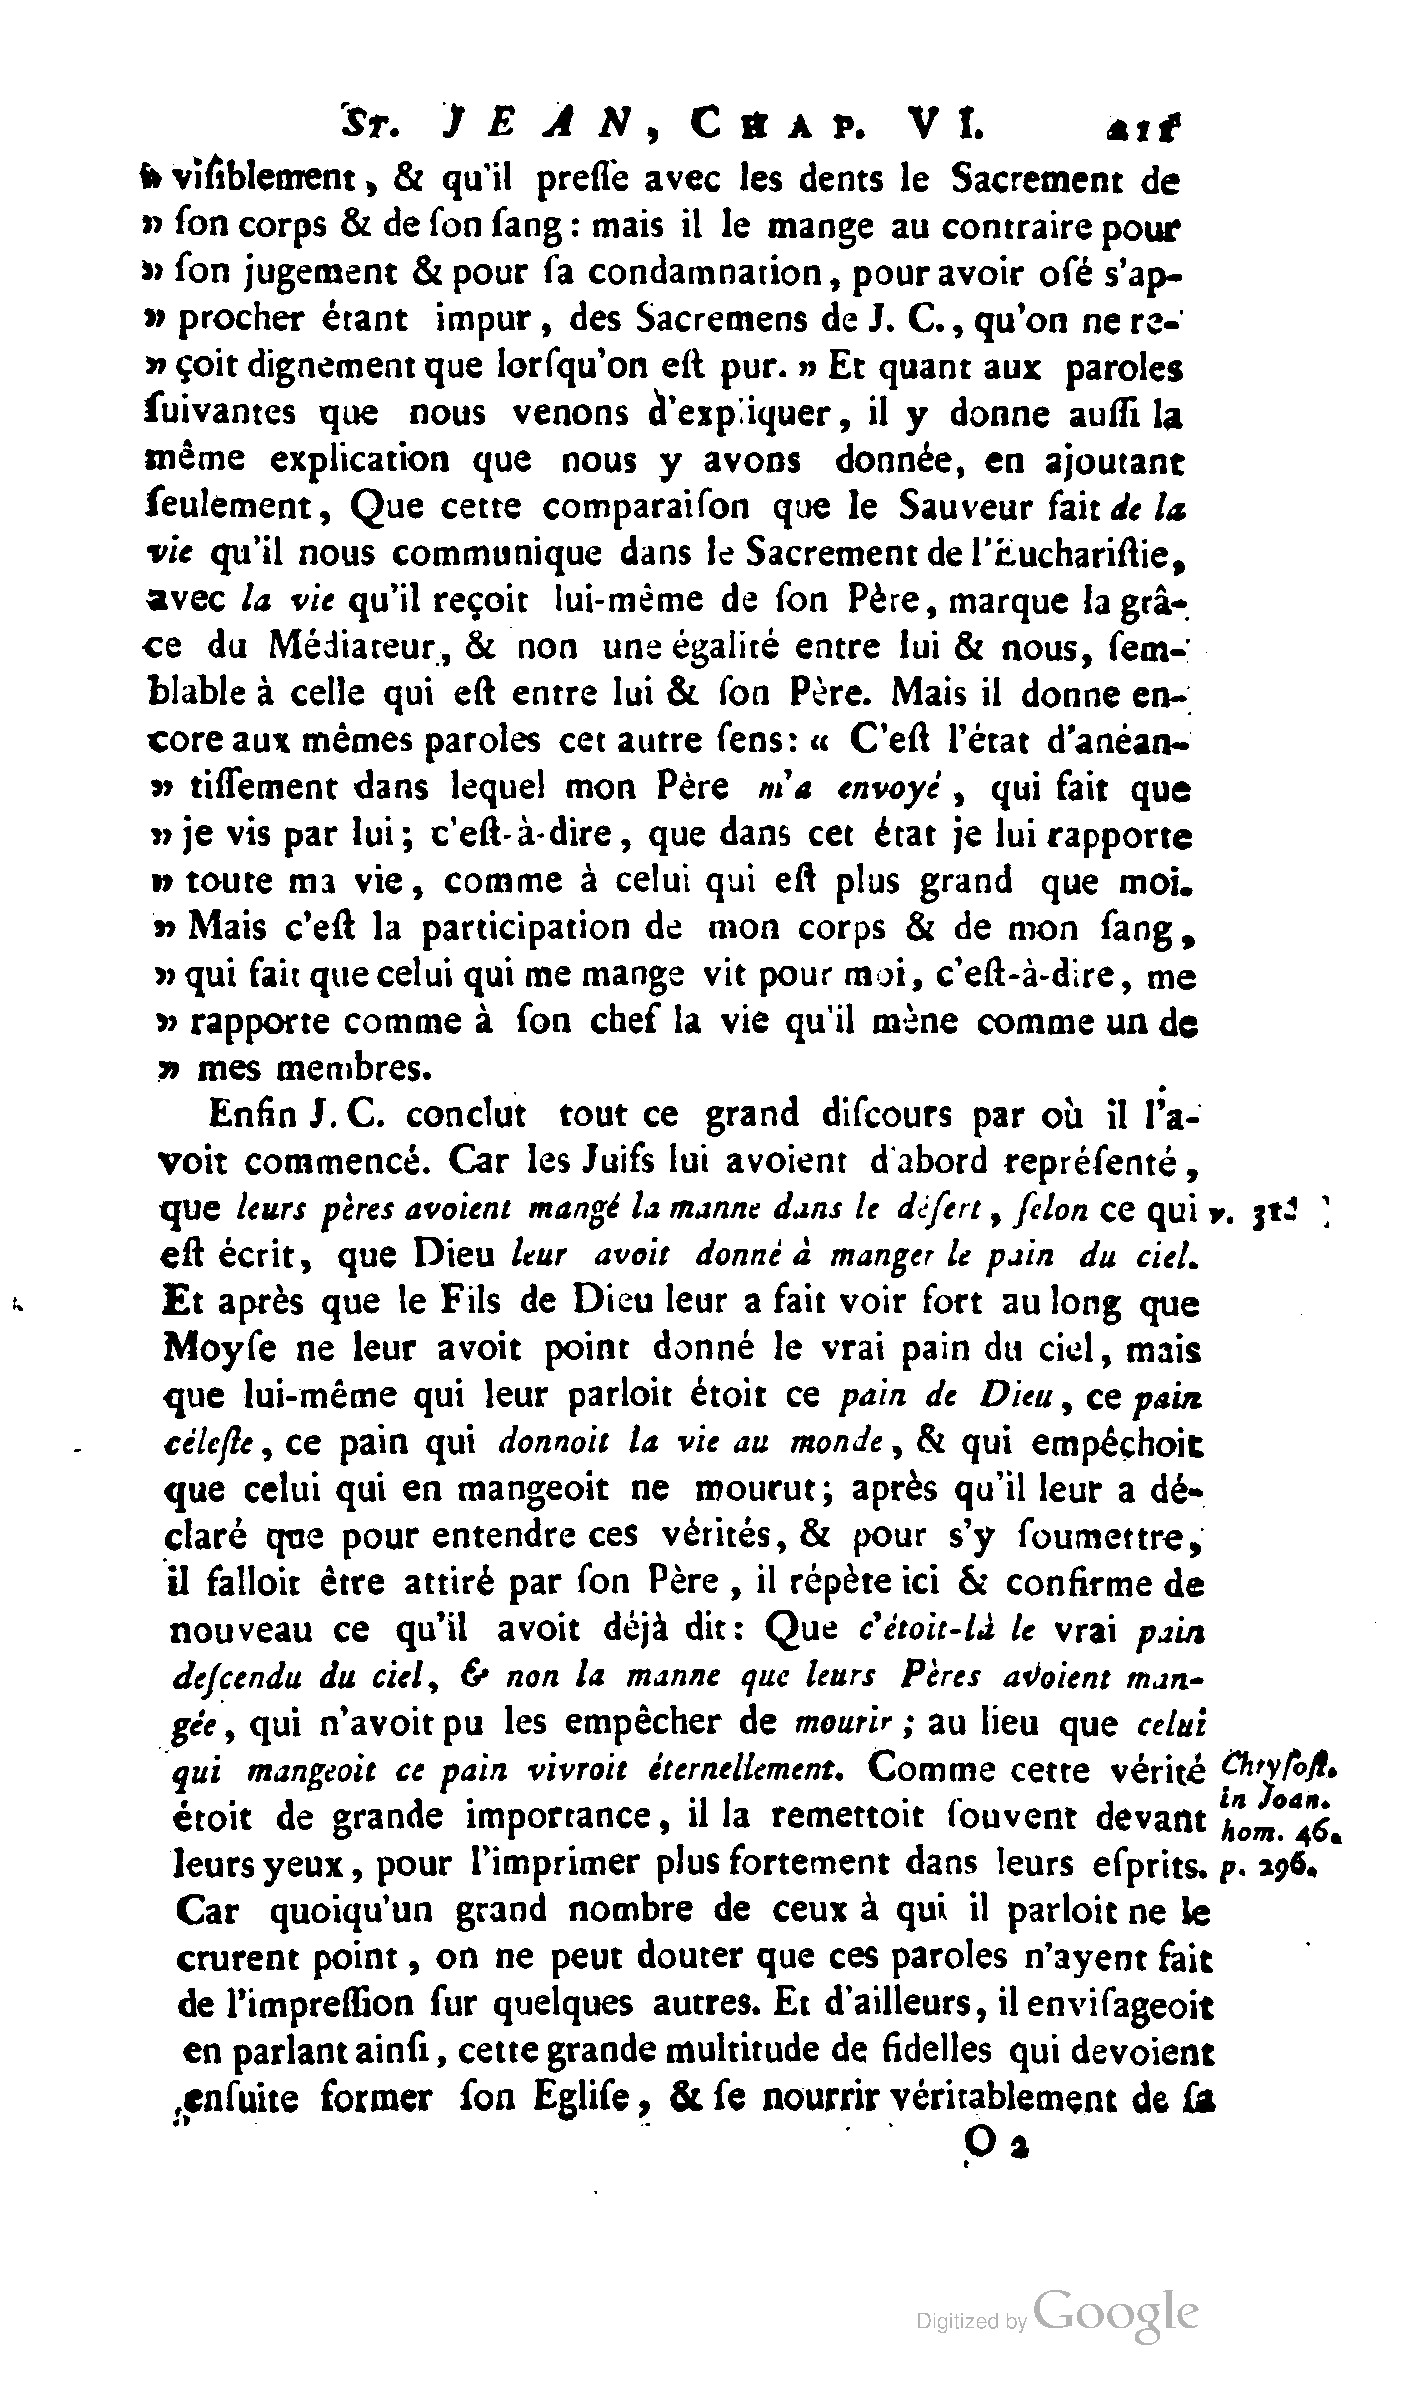 St. JEAN, CHAP. VI. 211
» viſiblement, & qu'il preſſe avec les dents le Sacrement de
» ſon corps & de ſon ſang : mais il le mange au contraire pour
» ſon jugement & pour ſa condamnation, pour avoir oſé s'ap-
» procher étant impur, des Sacremens de J. C., qu'on ne re-
» çoit dignement que lorſqu'on eſt pur. » Et quant aux paroles
ſuivantes que nous venons d'expliquer, il y donne auſſi la
même explication que nous y avons donnée, en ajoutant
ſeulement, Que cette comparaiſon que le Sauveur fait de la
vie qu'il nous communique dans le Sacrement de l'Euchariſtie,
avec la vie qu'il reçoit lui-même de ſon Père, marque la grâ-
ce du Médiateur, & non une égalité entre lui & nous, ſem-
blable à celle qui eſt entre lui & ſon Père. Mais il donne en-
core aux mêmes paroles cet autre ſens: « C'eſt l'état d'anéan-
» tiſſement dans lequel mon Père m'a envoyé, qui fait que
» je vis par lui; c'eſt-à-dire, que dans cet état je lui rapporte
» toute ma vie, comme à celui qui eſt plus grand que moi.
» Mais c'eſt la participation de mon corps & de mon ſang,
» qui fait que celui qui me mange vit pour moi, c'eſt-à-dire, me
» rapporte comme à ſon chef la vie qu'il mène comme un de
» mes membres.
Enfin J. C. conclut tout ce grand diſcours par où il l'a-
voit commencé. Car les Juifs lui avoient d'abord repréſenté,
que leurs pères avoient mangé la manne dans le déſert, ſelon ce qui v. 31.
eſt écrit, que Dieu leur avoit donné à manger le pain du ciel.
Et après que le Fils de Dieu leur a fait voir fort au long que
Moyſe ne leur avoit point donné le vrai pain du ciel, mais
que lui-même qui leur parloit étoit ce pain de Dieu, ce pain
céleſte, ce pain qui donnoit la vie au monde, & qui empêchoit
que celui qui en mangeoit ne mourut; après qu'il leur a dé-
claré que pour entendre ces vérités, & pour s'y ſoumettre,
il falloit être attiré par ſon Père, il répète ici & confirme de
nouveau ce qu'il avoit déjà dit: Que c'étoit-là le vrai pain
deſcendu du ciel, & non la manne que leurs Pères avoient man-
gée, qui n'avoit pu les empêcher de mourir; au lieu que celui
qui mangeoit ce pain vivroit éternellement. Comme cette vérité
étoit de grande importance, il la remettoit ſouvent devant
leurs yeux, pour l'imprimer plus fortement dans leurs eſprits.
Chryſoſt.
in Joan.
hom. 46.
p. 296.
Car quoiqu'un grand nombre de ceux à qui il parloit ne le
crurent point, on ne peut douter que ces paroles n'ayent fait
de l'impreſſion ſur quelques autres. Et d'ailleurs, il enviſageoit
en parlant ainſi, cette grande multitude de fidelles qui devoient
enſuite former ſon Egliſe, & ſe nourrir véritablement de ſa
O 2
Digitized by Google